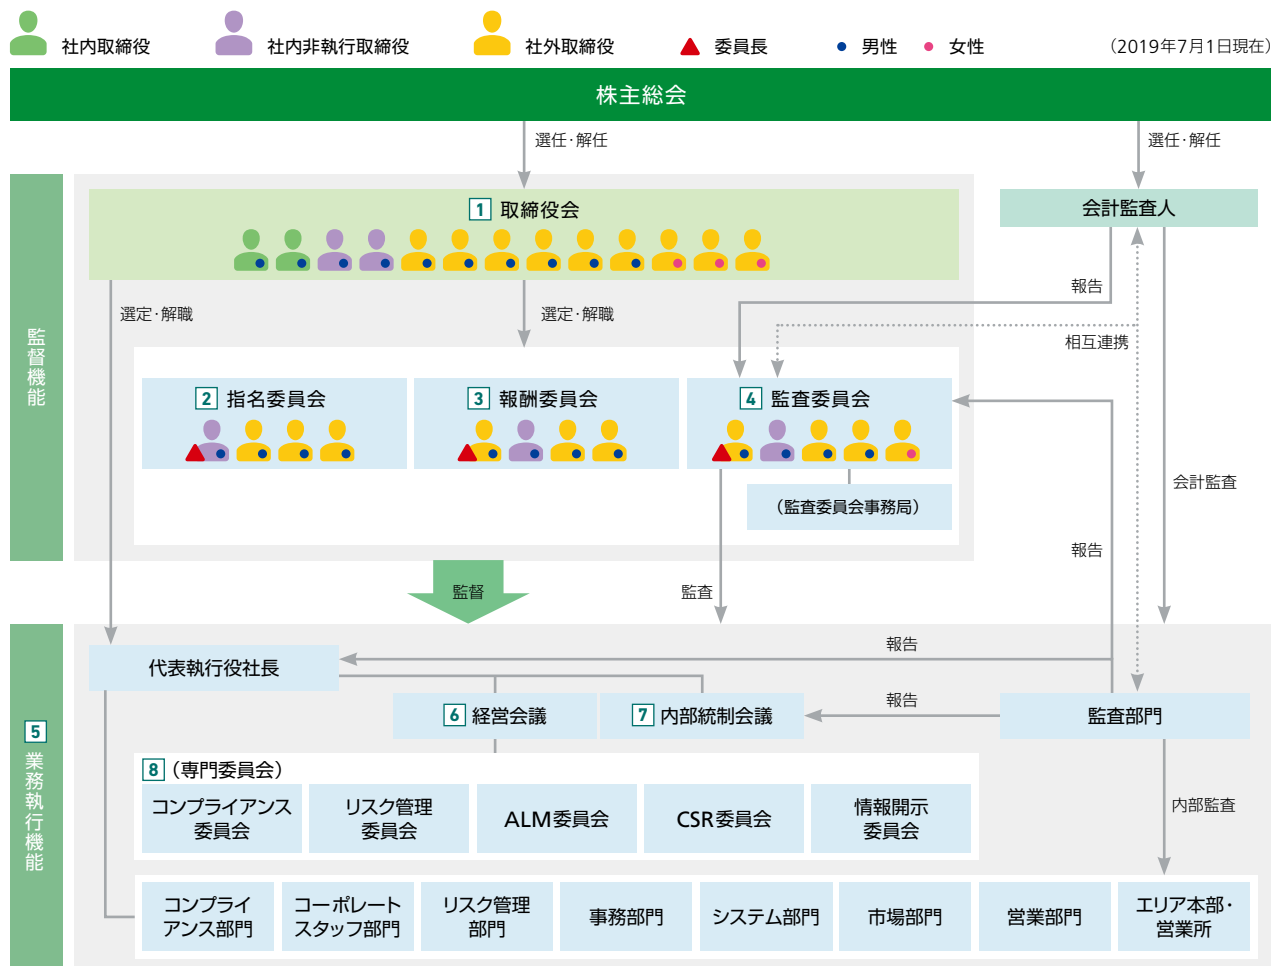 社内取締役
社内非執行取締役
社外取締役
委員長
男性
女性
（2019年7月1日現在）
株主総会
選任・解任
選任・解任
監督機能
1 取締役会
会計監査人
選定・解職
選定・解職
報告
相互連携
2 指名委員会
3 報酬委員会
4 監査委員会
（監査委員会事務局）
会計監査
報告
監督
監査
5 業務執行機能
代表執行役社長
報告
6 経営会議
7 内部統制会議
報告
監査部門
8（専門委員会）
コンプライアンス
委員会
リスク管理
委員会
ALM委員会
CSR委員会
情報開示
委員会
内部監査
コンプライ
アンス部門
コーポレート
スタッフ部門
リスク管理
部門
事務部門
システム部門
市場部門
営業部門
エリア本部・
営業所